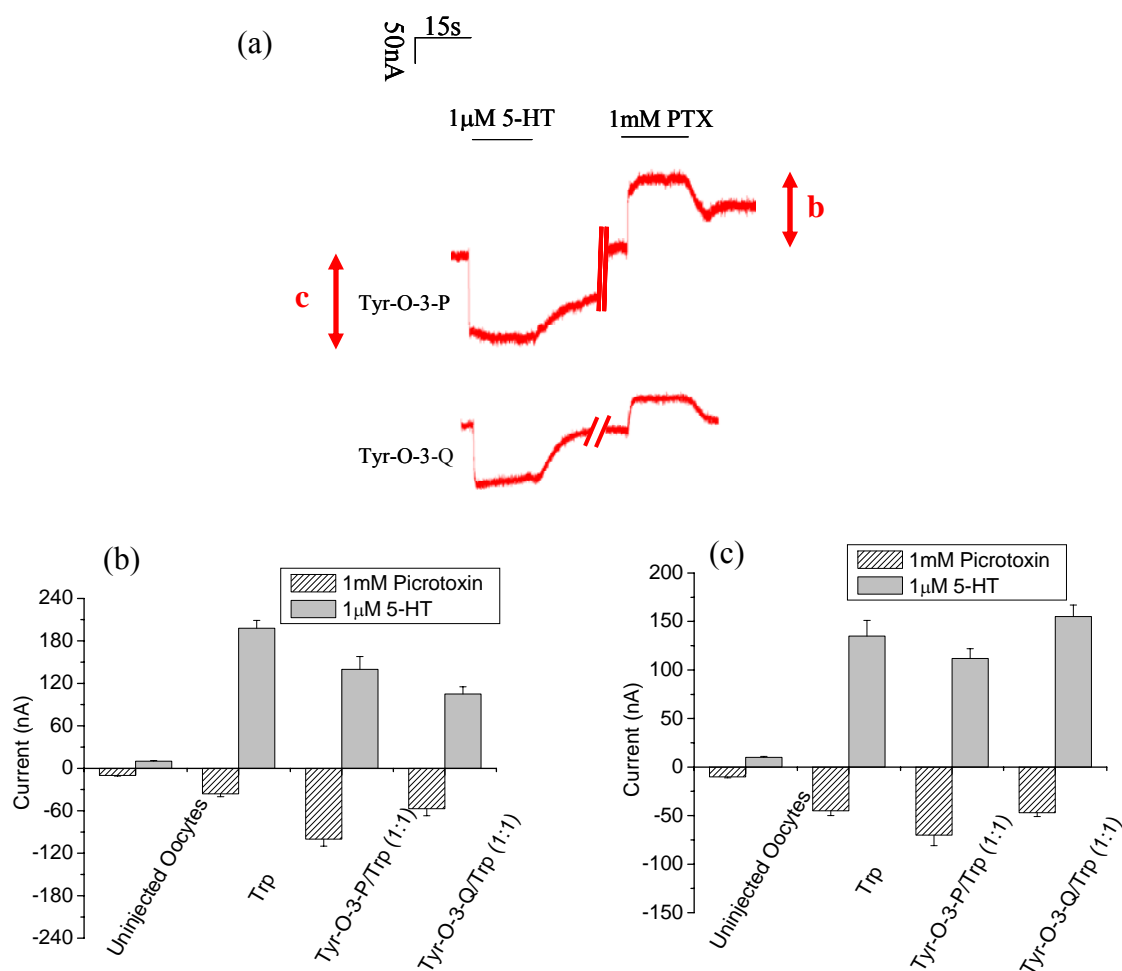 (a)
15s
50nA
1μM 5-HT
1mM PTX
b
c
Tyr-O-3-P
Tyr-O-3-Q
(b)
1mM Picrotoxin
1μM 5-HT
240
180
120
60
0
-60
-120
-180
-240
Current (nA)
Uninjected Oocytes
Trp
Tyr-O-3-P/Trp (1:1)
Tyr-O-3-Q/Trp (1:1)
(c)
1mM Picrotoxin
1μM 5-HT
200
150
100
50
0
-50
-100
-150
Current (nA)
Uninjected Oocytes
Trp
Tyr-O-3-P/Trp (1:1)
Tyr-O-3-Q/Trp (1:1)